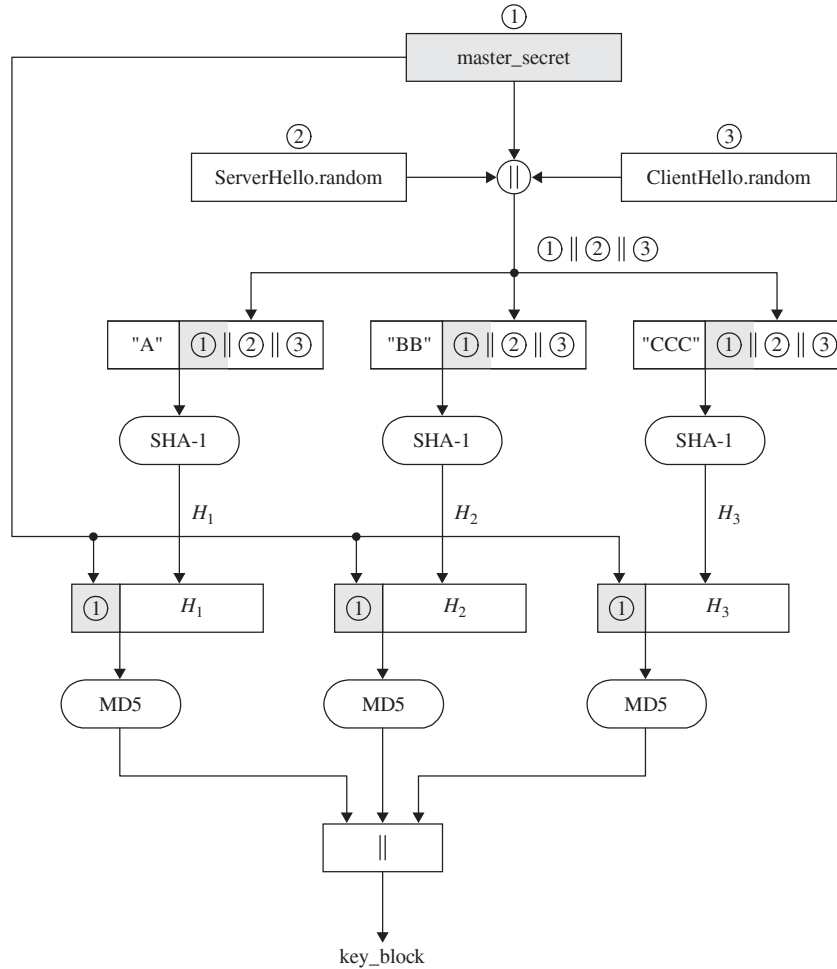 ①
master_secret
② ③
ServerHello.random || ClientHello.random
① || ② || ③
"A" ① || ② || ③ "BB" ① || ② || ③ "CCC" ① || ② || ③
SHA-1 SHA-1 SHA-1
H₁ H₂ H₃
① H₁ ① H₂ ① H₃
MD5 MD5 MD5
||
key_block